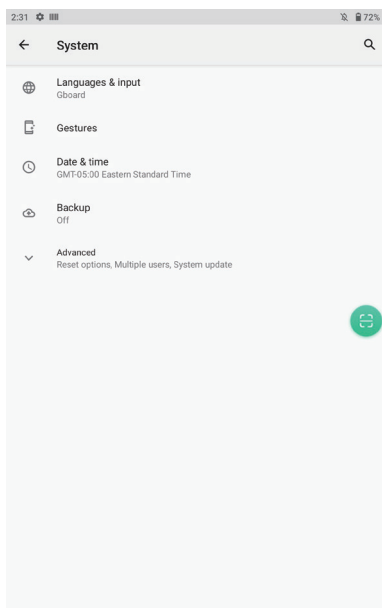 2:31
72%
System
Languages & input
Gboard
Gestures
Date & time
GMT-05:00 Eastern Standard Time
Backup
Off
Advanced
Reset options, Multiple users, System update